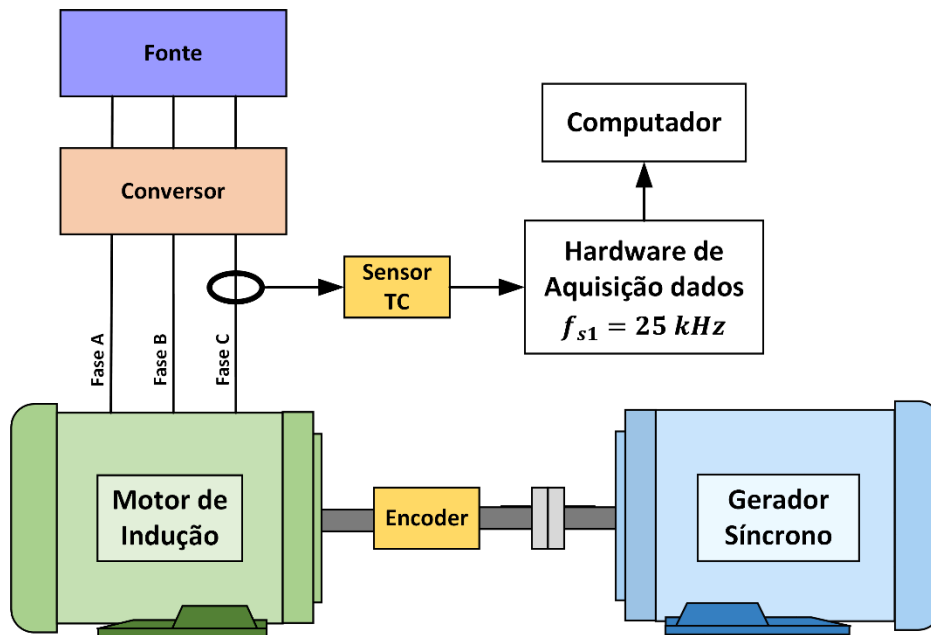 Fonte
Conversor
Computador
Sensor
TC
Hardware de
Aquisição dados
f_{s1} = 25 kHz
Fase A
Fase B
Fase C
Motor de
Indução
Encoder
Gerador
Síncrono